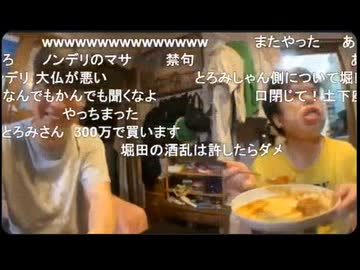 wwwwwwwwwwwwwwww　またやった　あ
ろ　ノンデリのマサ　禁句
デリ 大仏が悪い　とろみしゃん側について堀
なんでもかんでも聞くなよ　口閉じて!土下
やっちまった
とろみさん　300万で買います
堀田の酒乱は許したらダメ